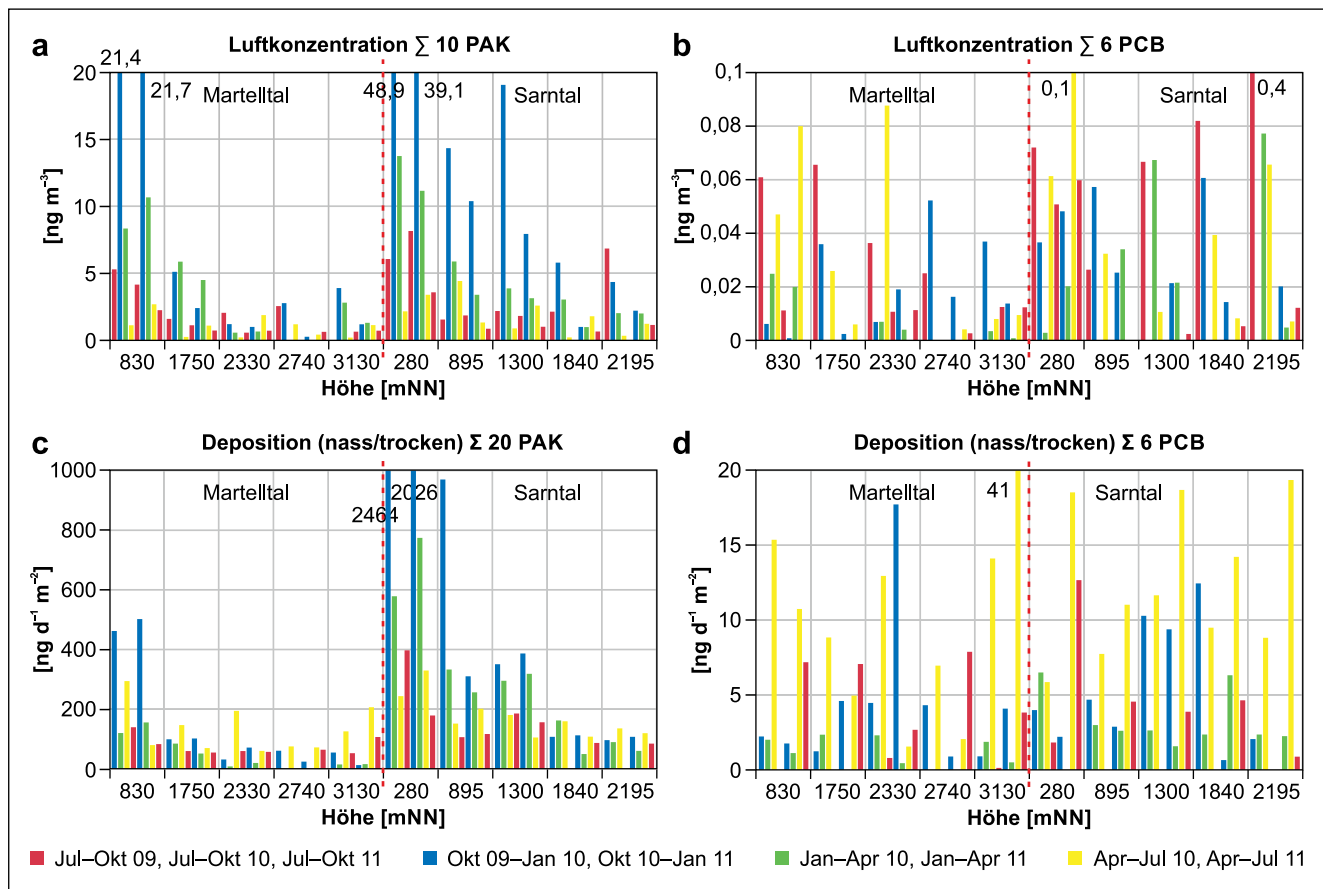 a
Luftkonzentration ∑ 10 PAK
21,4
20
21,7
Martelltal
48,9
39,1
Sarntal
15
10
5
0
[ng m⁻³]
830 1750 2330 2740 3130 280 895 1300 1840 2195
Höhe [mNN]
b
Luftkonzentration ∑ 6 PCB
0,1
Martelltal
0,1
Sarntal
0,4
0,08
0,06
0,04
0,02
0
830 1750 2330 2740 3130 280 895 1300 1840 2195
Höhe [mNN]
c
Deposition (nass/trocken) Σ 20 PAK
1000
Martelltal
2464
2026
Sarntal
800
600
400
200
0
[ng d⁻¹ m⁻²]
830 1750 2330 2740 3130 280 895 1300 1840 2195
Höhe [mNN]
d
Deposition (nass/trocken) Σ 6 PCB
20
Martelltal
41
Sarntal
15
10
5
0
[ng d⁻¹ m⁻²]
830 1750 2330 2740 3130 280 895 1300 1840 2195
Höhe [mNN]
Jul–Okt 09, Jul–Okt 10, Jul–Okt 11
Okt 09–Jan 10, Okt 10–Jan 11
Jan–Apr 10, Jan–Apr 11
Apr–Jul 10, Apr–Jul 11